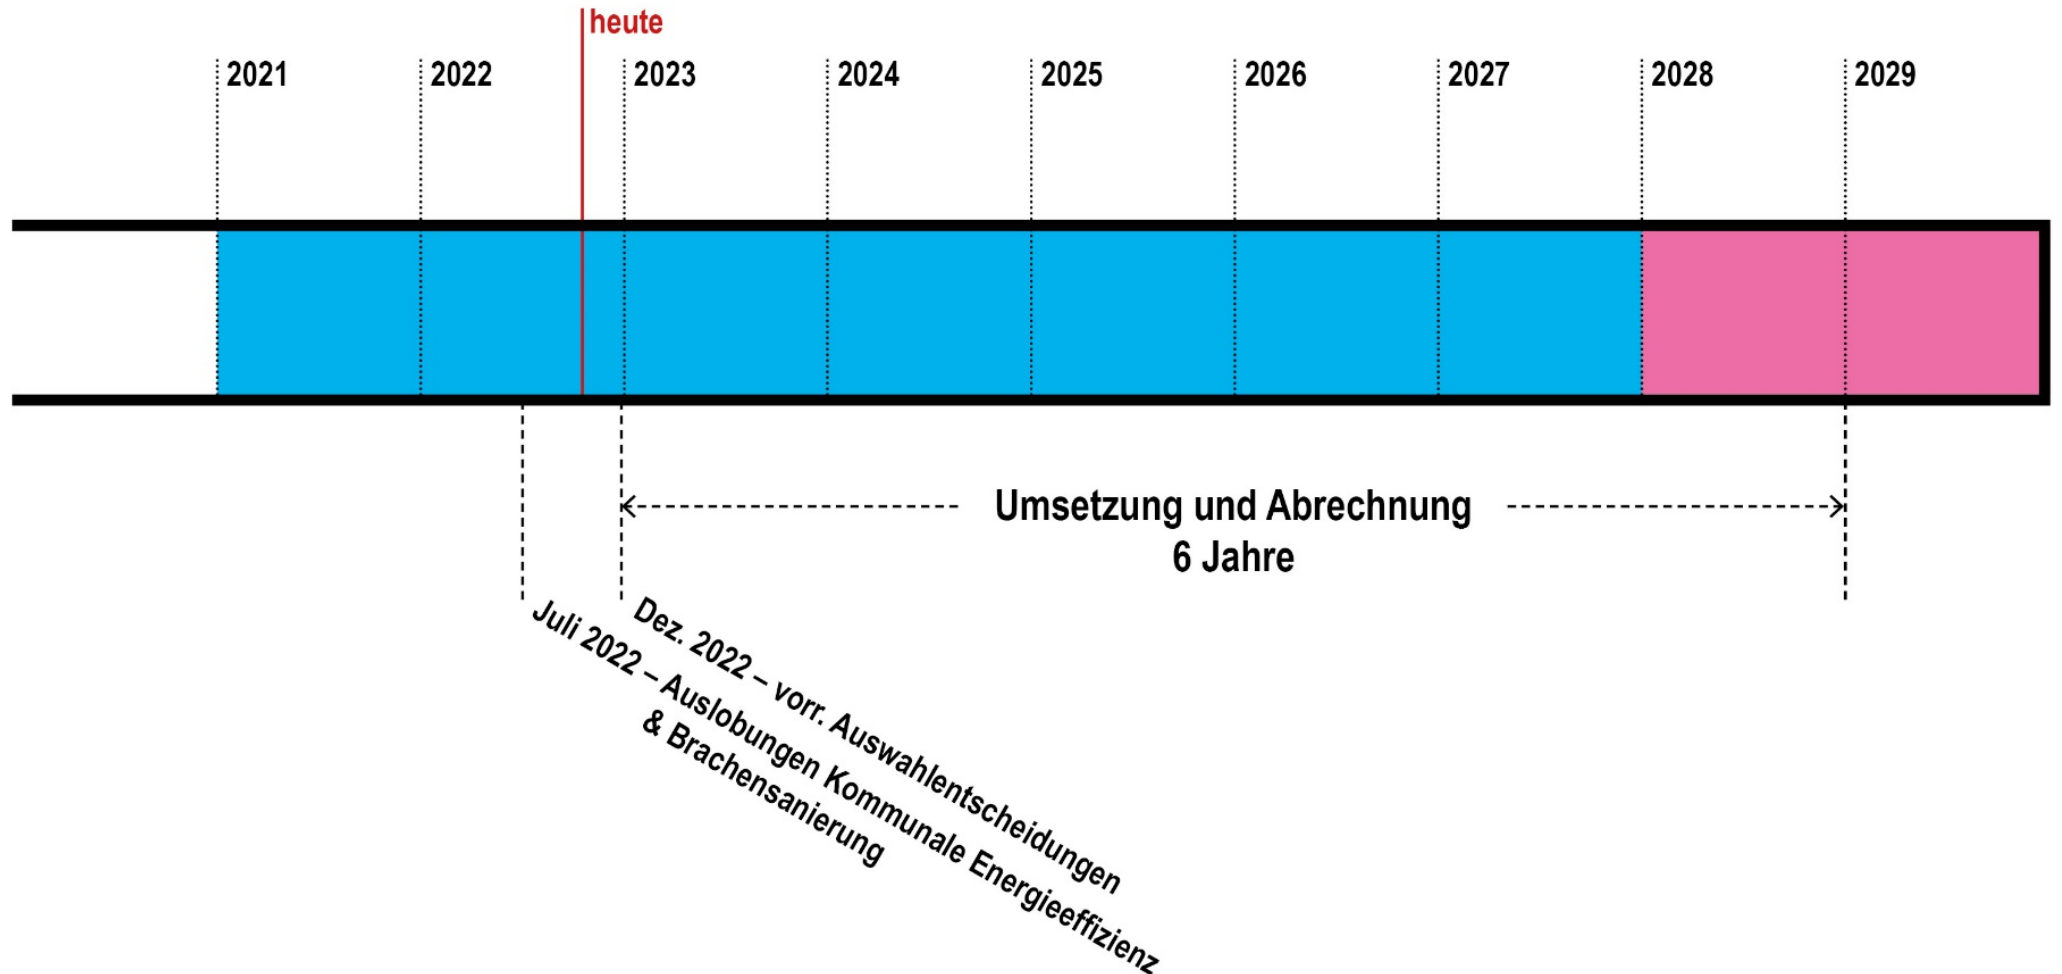 heute
2021
2022
2023
2024
2025
2026
2027
2028
2029
Umsetzung und Abrechnung
6 Jahre
Dez. 2022 – vorr. Auswahlentscheidungen
Juli 2022 – Auslobungen Kommunale Energieeffizienz
& Brachensanierung